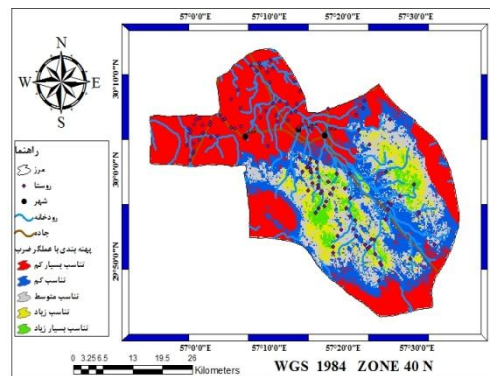 57°0'0"E 57°10'0"E 57°20'0"E 57°30'0"E
N
W E
S
30°10'0"N
30°0'0"N
29°50'0"N
راهنما
مرز
روستا
شهر
رودخانه
جاده
پهنه بندی با عملگر ضرب
تناسب بسیار کم
تناسب کم
تناسب متوسط
تناسب زیاد
تناسب بسیار زیاد
57°0'0"E 57°10'0"E 57°20'0"E 57°30'0"E
0 3.25 6.5 13 19.5 26
Kilometers
WGS 1984 ZONE 40 N